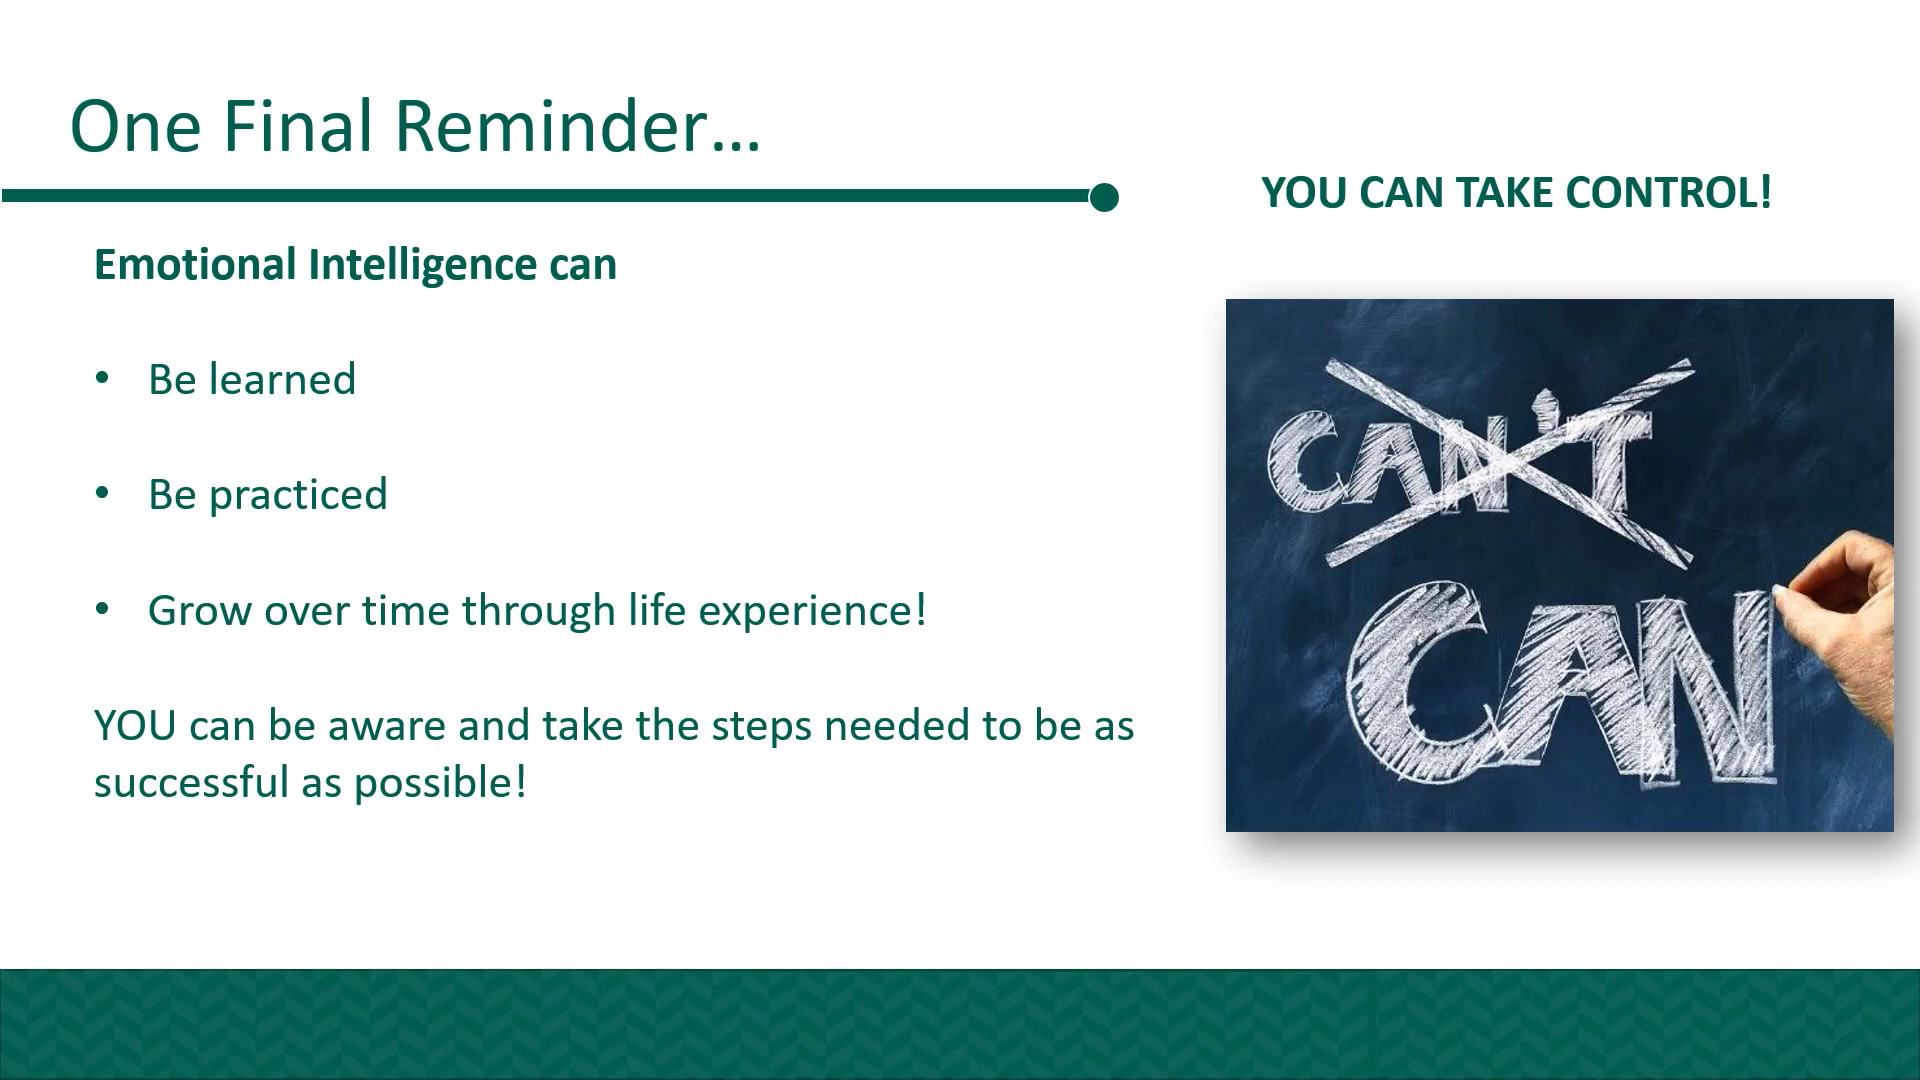 One Final Reminder…
YOU CAN TAKE CONTROL!
Emotional Intelligence can
• Be learned
• Be practiced
• Grow over time through life experience!
YOU can be aware and take the steps needed to be as
successful as possible!
CAN'T
CAN